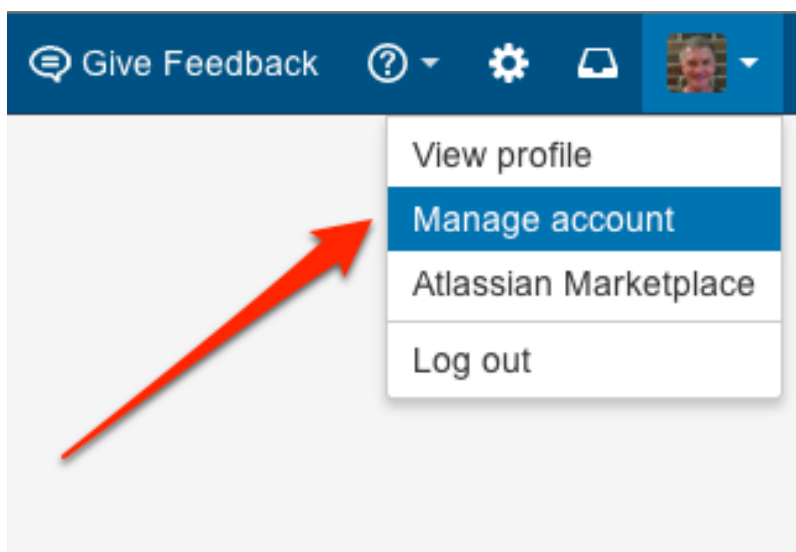 Give Feedback
View profile
Manage account
Atlassian Marketplace
Log out